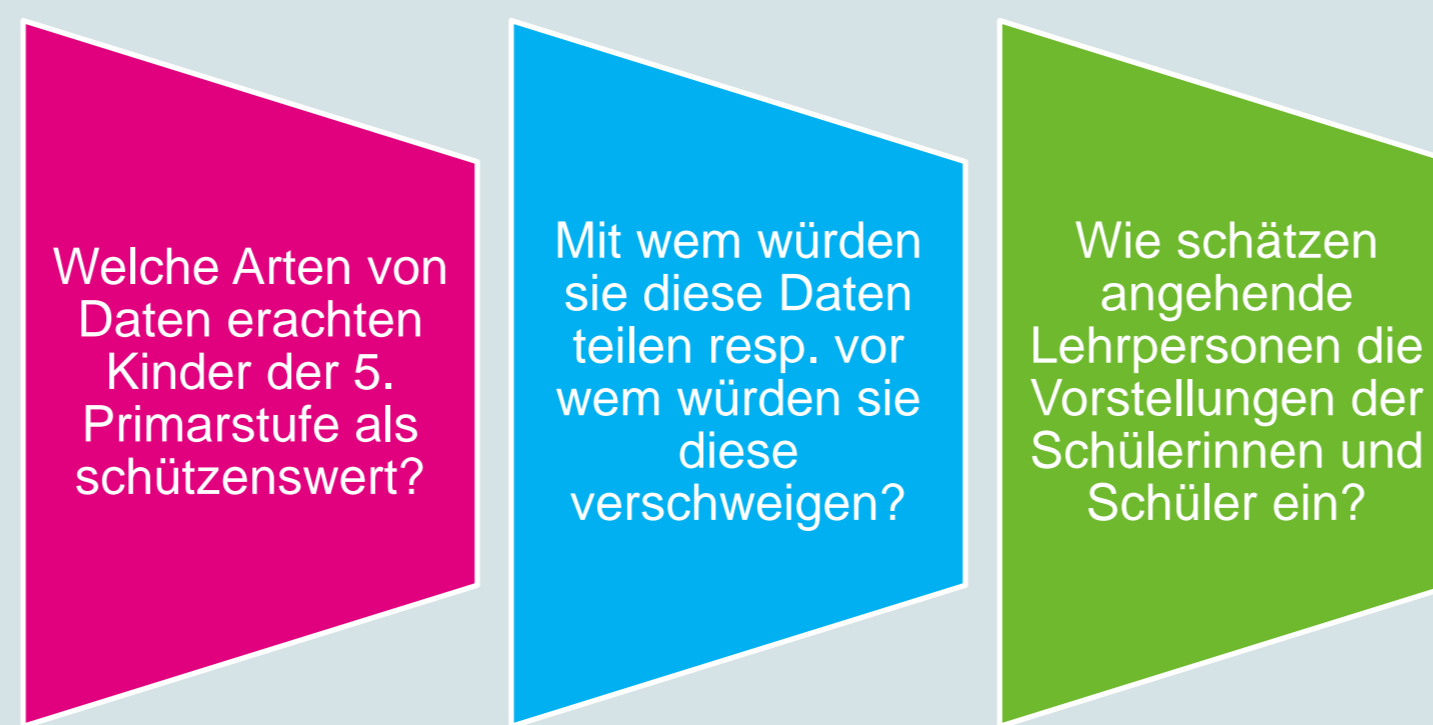 Welche Arten von
Daten erachten
Kinder der 5.
Primarstufe als
schützenswert?
Mit wem würden
sie diese Daten
teilen resp. vor
wem würden sie
diese
verschweigen?
Wie schätzen
angehende
Lehrpersonen die
Vorstellungen der
Schülerinnen und
Schüler ein?